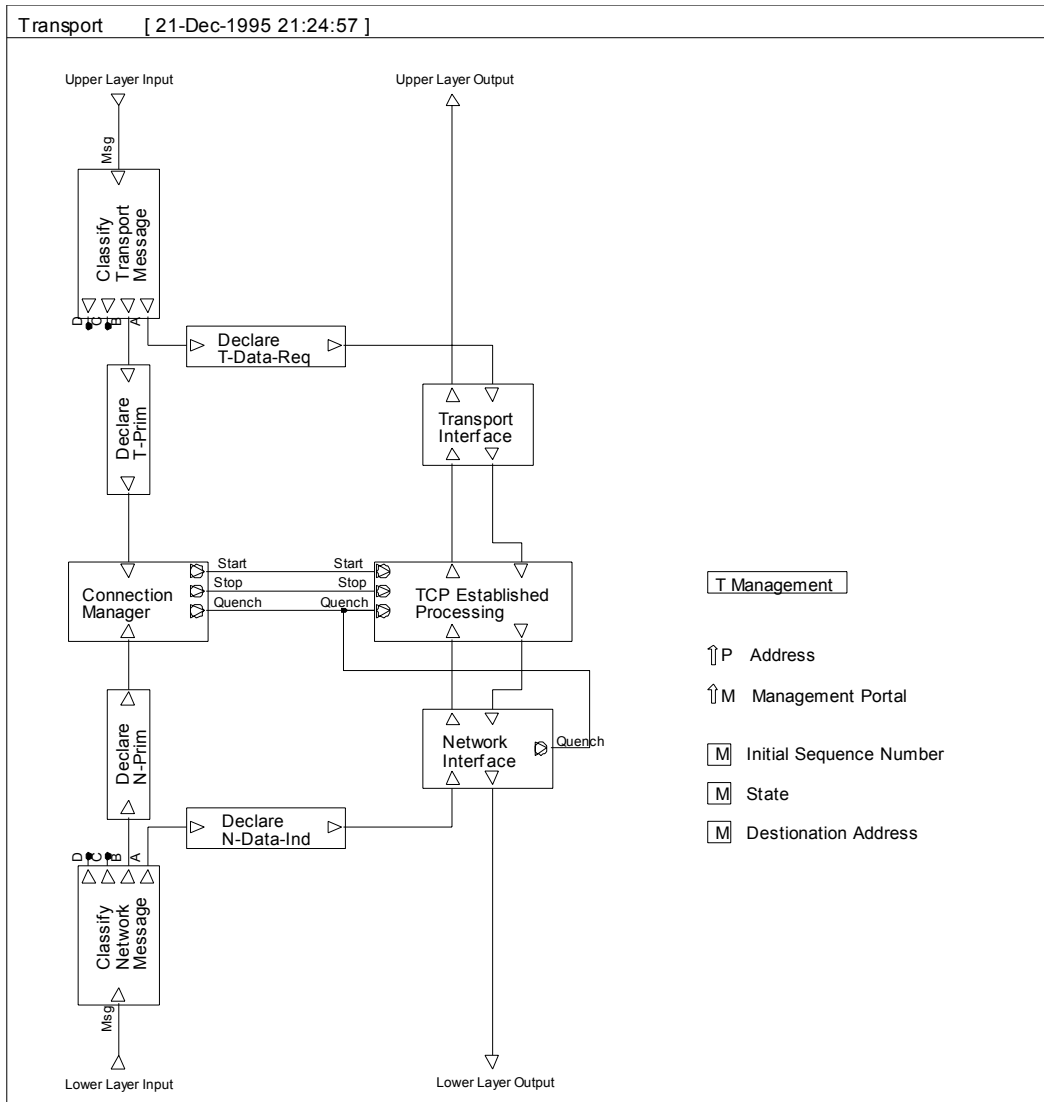 Transport [ 21-Dec-1995 21:24:57 ]
Upper Layer Input
Upper Layer Output
Msg
Classify
Transport
Message
D
C
B
A
Declare
T-Data-Req
Declare
T-Prim
Transport
Interface
Start
Start
Stop
Stop
Quench
Quench
Connection
Manager
TCP Established
Processing
T Management
P Address
M Management Portal
Declare
N-Prim
Network
Interface
Quench
M Initial Sequence Number
M State
M Destionation Address
Declare
N-Data-Ind
D
C
B
A
Classify
Network
Message
Msg
Lower Layer Input
Lower Layer Output